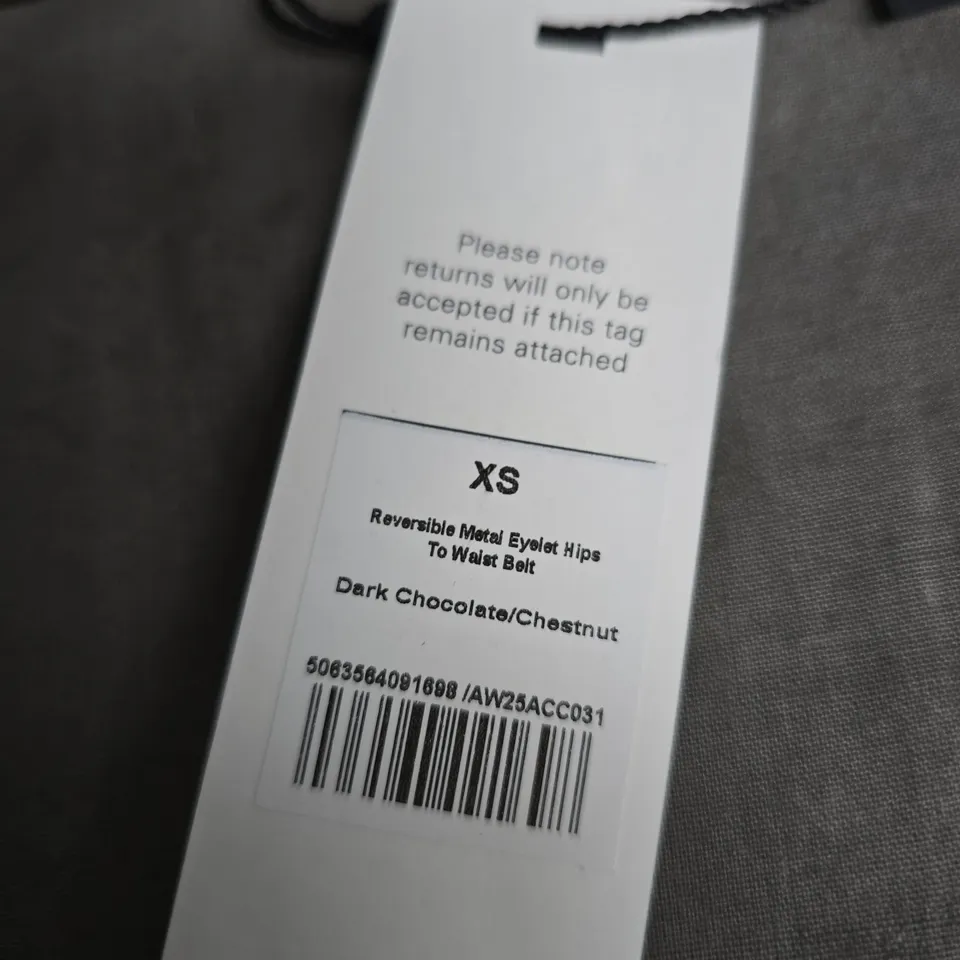 Please note
returns will only be
accepted if this tag
remains attached
XS
Reversible Metal Eyelet Hips
To Waist Belt
Dark Chocolate/Chestnut
5063564091698 /AW25ACC031